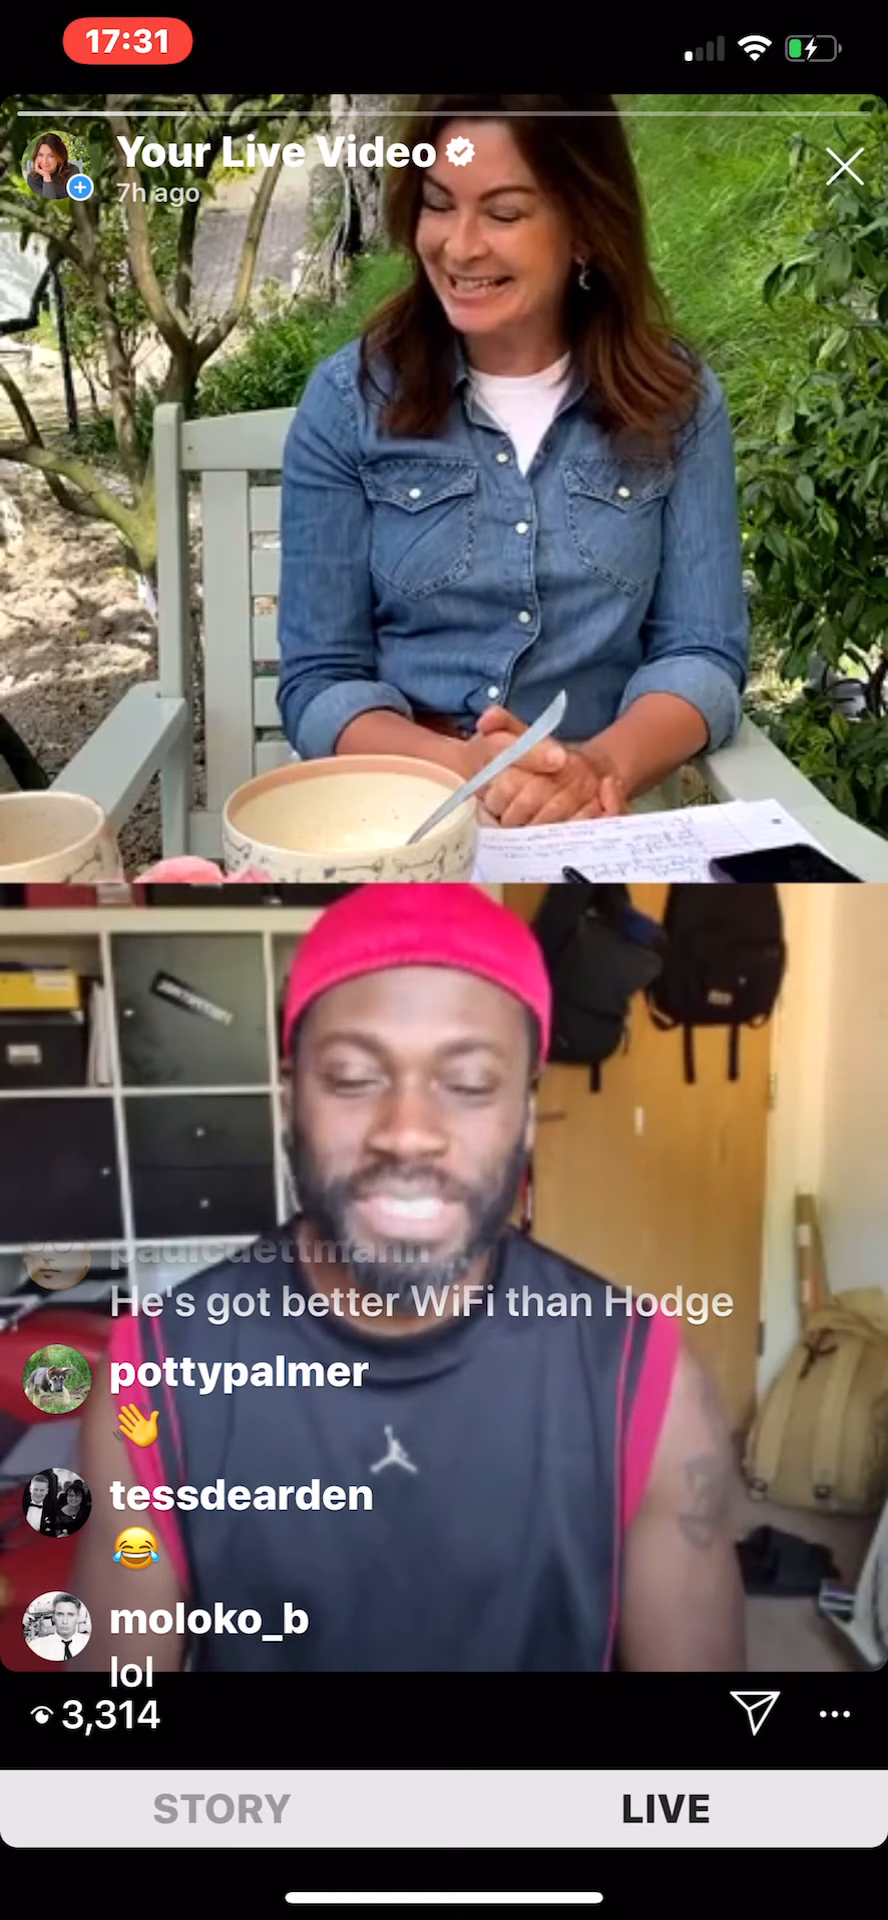 17:31
Your Live Video
7h ago
paulcdettmann
He's got better WiFi than Hodge
pottypalmer
👋
tessdearden
😂
moloko_b
lol
3,314
STORY
LIVE